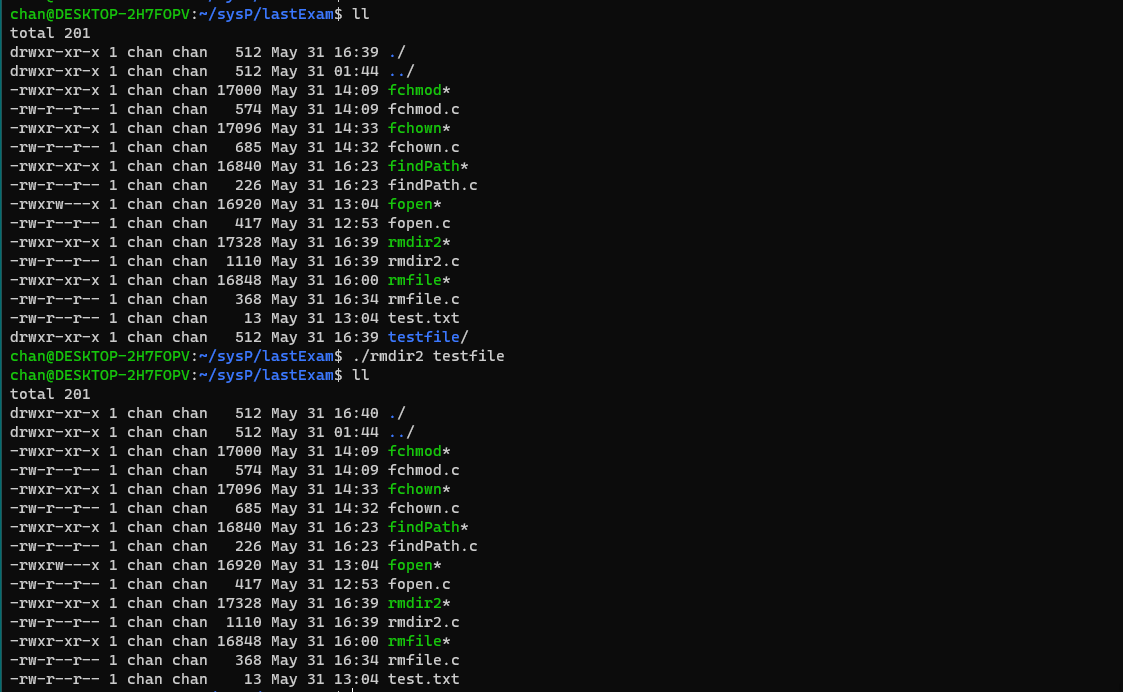 chan@DESKTOP-2H7FOPV:~/sysP/lastExam$ ll
total 201
drwxr-xr-x 1 chan chan   512 May 31 16:39 ./
drwxr-xr-x 1 chan chan   512 May 31 01:44 ../
-rwxr-xr-x 1 chan chan 17000 May 31 14:09 fchmod*
-rw-r--r-- 1 chan chan   574 May 31 14:09 fchmod.c
-rwxr-xr-x 1 chan chan 17096 May 31 14:33 fchown*
-rw-r--r-- 1 chan chan   685 May 31 14:32 fchown.c
-rwxr-xr-x 1 chan chan 16840 May 31 16:23 findPath*
-rw-r--r-- 1 chan chan   226 May 31 16:23 findPath.c
-rwxrw---x 1 chan chan 16920 May 31 13:04 fopen*
-rw-r--r-- 1 chan chan   417 May 31 12:53 fopen.c
-rwxr-xr-x 1 chan chan 17328 May 31 16:39 rmdir2*
-rw-r--r-- 1 chan chan  1110 May 31 16:39 rmdir2.c
-rwxr-xr-x 1 chan chan 16848 May 31 16:00 rmfile*
-rw-r--r-- 1 chan chan   368 May 31 16:34 rmfile.c
-rw-r--r-- 1 chan chan    13 May 31 13:04 test.txt
drwxr-xr-x 1 chan chan   512 May 31 16:39 testfile/
chan@DESKTOP-2H7FOPV:~/sysP/lastExam$ ./rmdir2 testfile
chan@DESKTOP-2H7FOPV:~/sysP/lastExam$ ll
total 201
drwxr-xr-x 1 chan chan   512 May 31 16:40 ./
drwxr-xr-x 1 chan chan   512 May 31 01:44 ../
-rwxr-xr-x 1 chan chan 17000 May 31 14:09 fchmod*
-rw-r--r-- 1 chan chan   574 May 31 14:09 fchmod.c
-rwxr-xr-x 1 chan chan 17096 May 31 14:33 fchown*
-rw-r--r-- 1 chan chan   685 May 31 14:32 fchown.c
-rwxr-xr-x 1 chan chan 16840 May 31 16:23 findPath*
-rw-r--r-- 1 chan chan   226 May 31 16:23 findPath.c
-rwxrw---x 1 chan chan 16920 May 31 13:04 fopen*
-rw-r--r-- 1 chan chan   417 May 31 12:53 fopen.c
-rwxr-xr-x 1 chan chan 17328 May 31 16:39 rmdir2*
-rw-r--r-- 1 chan chan  1110 May 31 16:39 rmdir2.c
-rwxr-xr-x 1 chan chan 16848 May 31 16:00 rmfile*
-rw-r--r-- 1 chan chan   368 May 31 16:34 rmfile.c
-rw-r--r-- 1 chan chan    13 May 31 13:04 test.txt